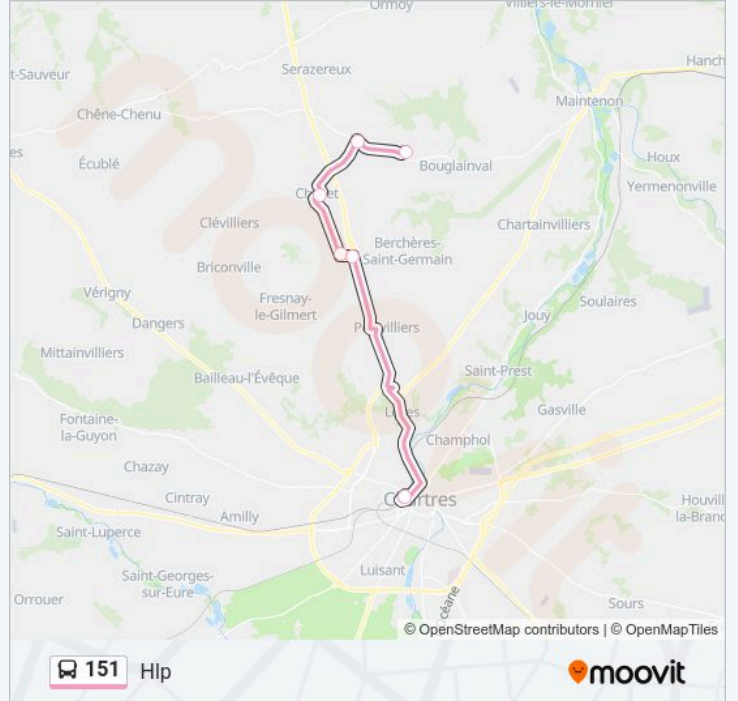 Ormoy
Villiers-le-Morhier
Hanch
t-Sauveur
Serazereux
Maintenon
Chêne-Chenu
es
Écublé
Bouglainval
Houx
Yermenonville
Clévilliers
Chartainvilliers
Berchères-
Saint-Germain
Briconville
Vérigny
Fresnay-
le-Gilmert
Soulaires
Dangers
Jouy
Mittainvilliers
Bailleau-l'Évêque
Saint-Prest
Gasville
Fontaine-
la-Guyon
Champhol
Chazay
Cintray
Chartres
Houvill
la-Branc
Amilly
Saint-Luperce
Luisant
Saint-Georges-
sur-Eure
Orrouer
océane
Sours
© OpenStreetMap contributors | © OpenMapTiles
151 Hlp
moovit